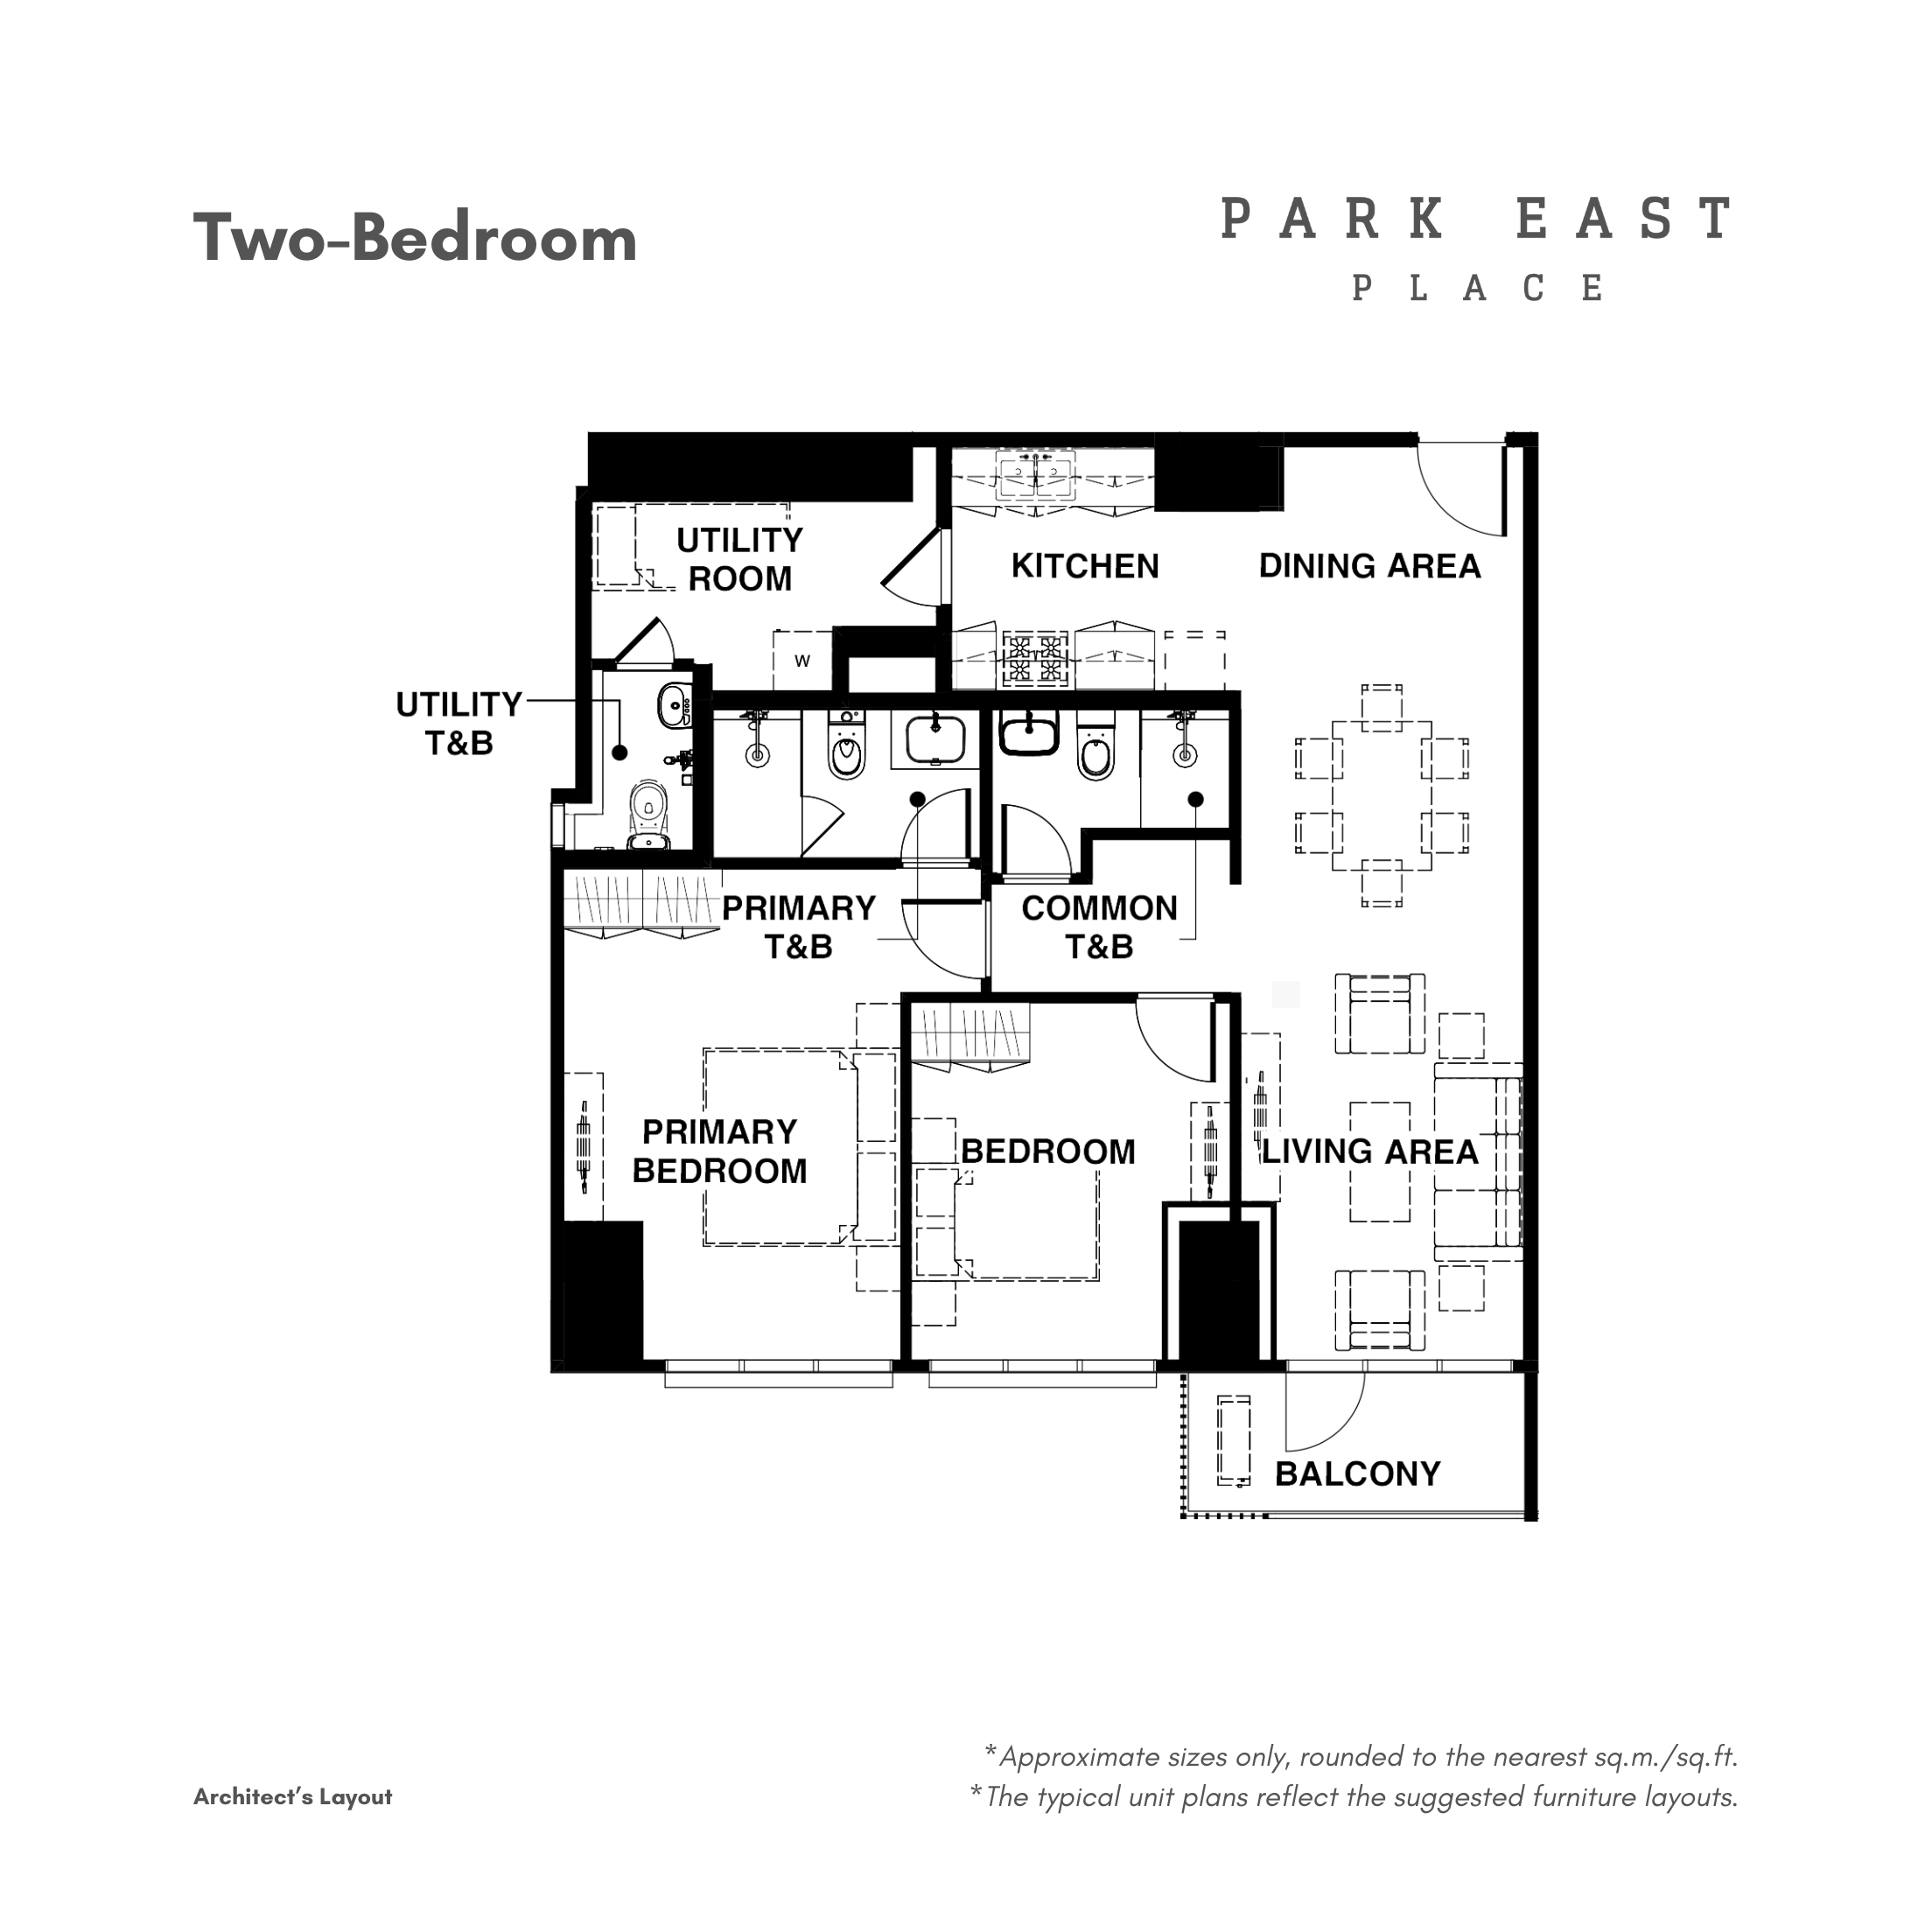 Two-Bedroom
PARK EAST
PLACE
UTILITY
ROOM
KITCHEN
DINING AREA
W
UTILITY
T&B
PRIMARY
T&B
COMMON
T&B
PRIMARY
BEDROOM
BEDROOM
LIVING AREA
BALCONY
*Approximate sizes only, rounded to the nearest sq.m./sq.ft.
*The typical unit plans reflect the suggested furniture layouts.
Architect’s Layout